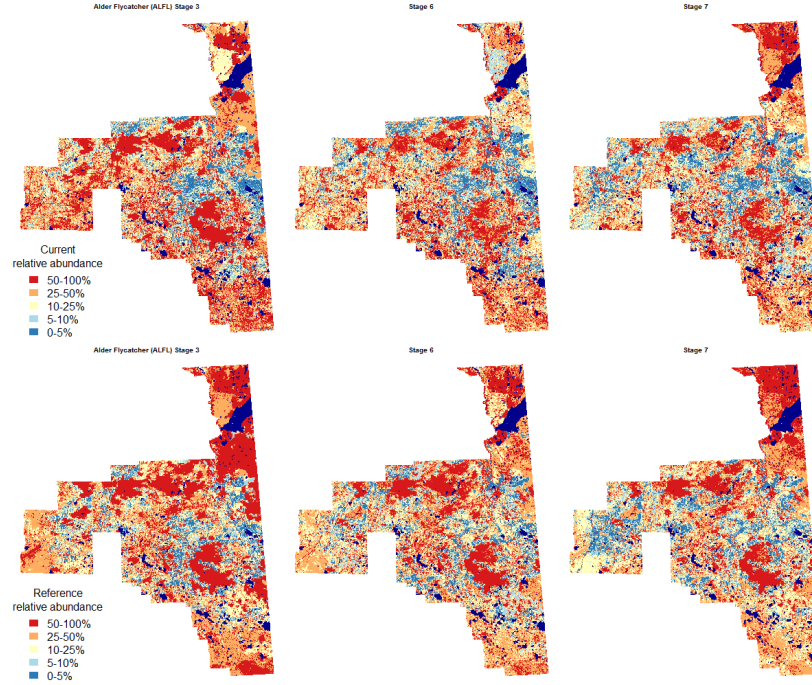 Alder Flycatcher (ALFL) Stage 3
Stage 6
Stage 7
Current
relative abundance
50-100%
25-50%
10-25%
5-10%
0-5%
Alder Flycatcher (ALFL) Stage 3
Stage 6
Stage 7
Reference
relative abundance
50-100%
25-50%
10-25%
5-10%
0-5%